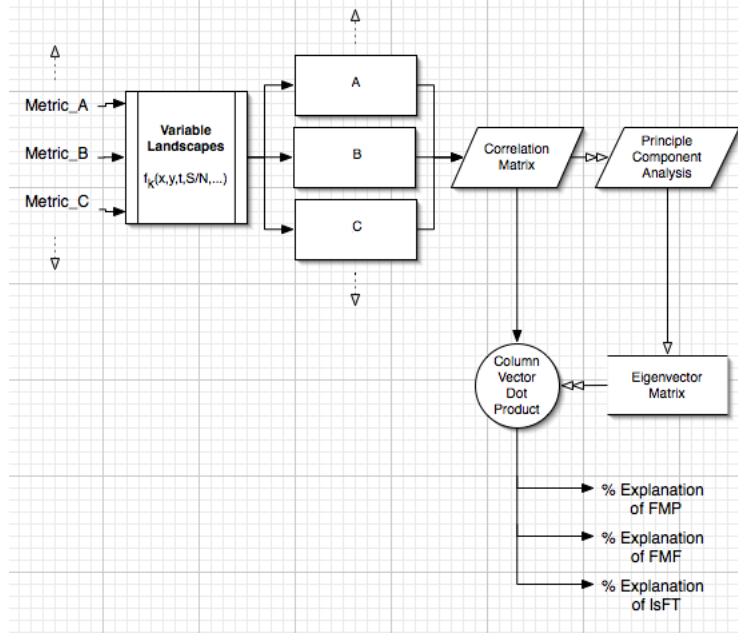 Metric_A
Metric_B
Metric_C
Variable
Landscapes
fk(x,y,t,S/N,...)
A
B
C
Correlation
Matrix
Principle
Component
Analysis
Column
Vector
Dot
Product
Eigenvector
Matrix
% Explanation
of FMP
% Explanation
of FMF
% Explanation
of IsFT